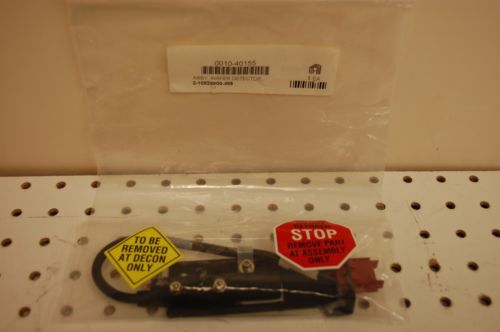 0010-40155
ASSY, WAFER DETECTOR
1 EA
TO BE
REMOVED
AT DECON
ONLY
STOP
REMOVE PART
AT ASSEMBLY
ONLY